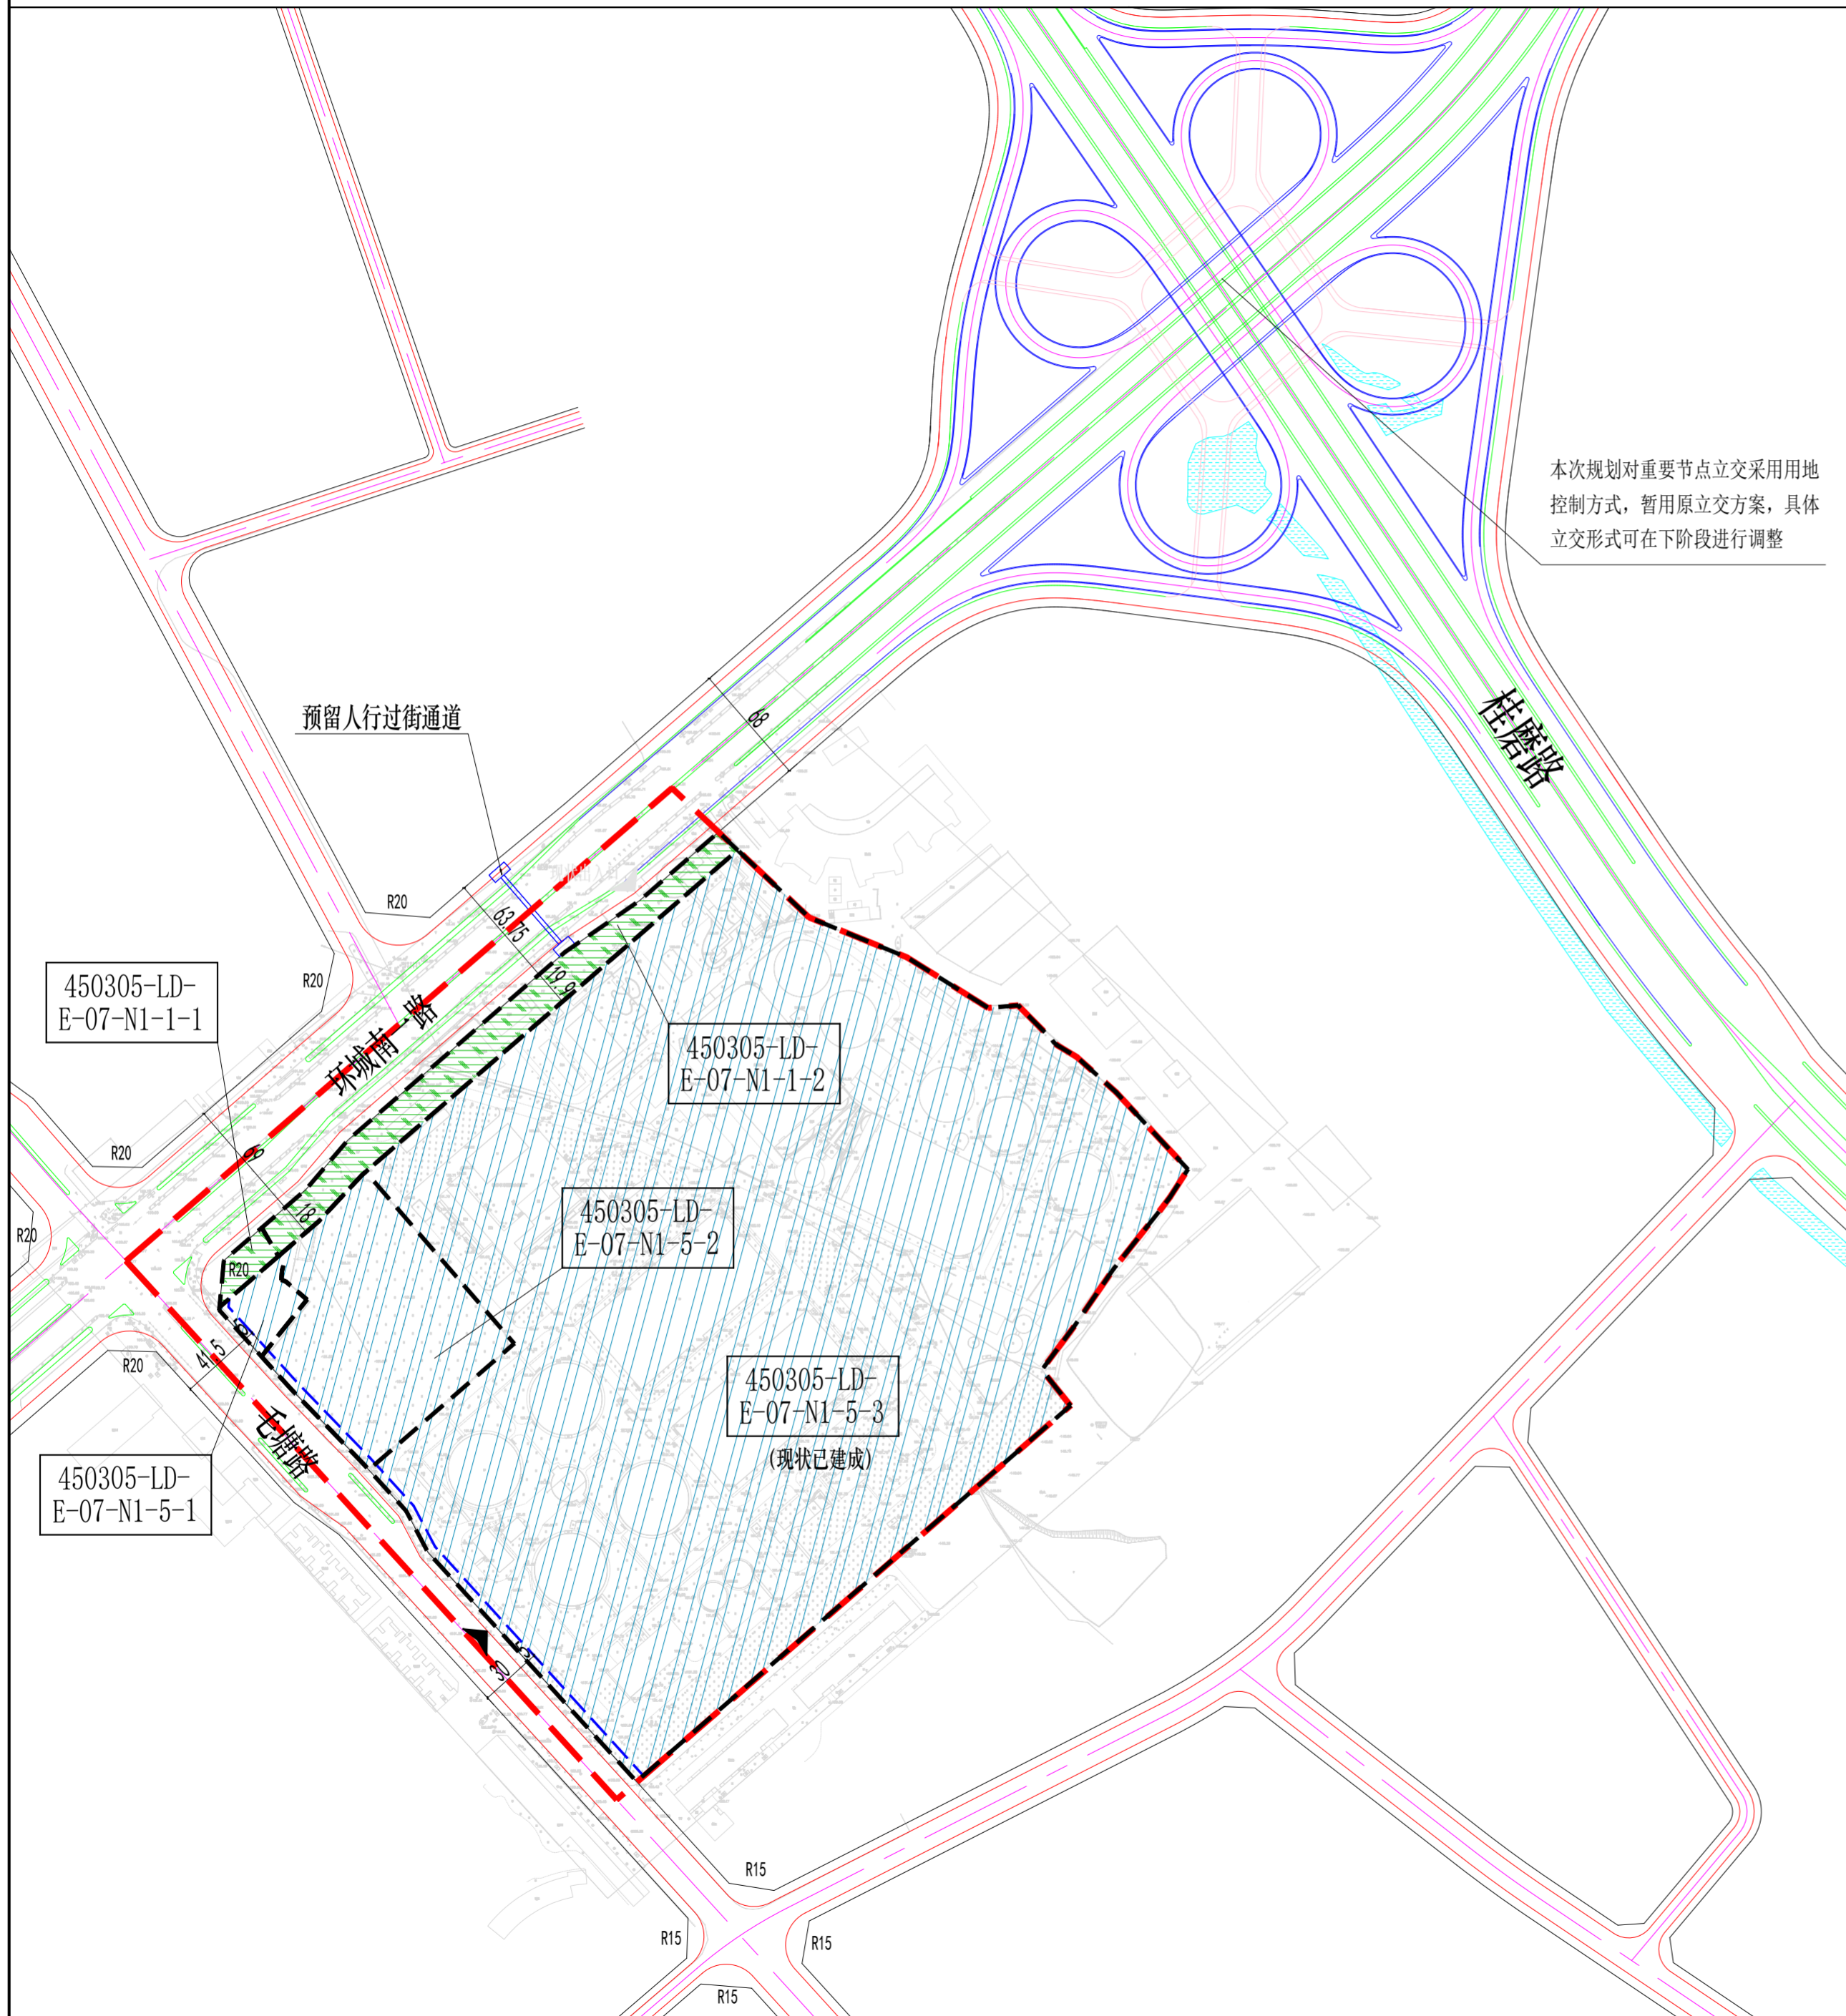 本次规划对重要节点立交采用用地
控制方式，暂用原立交方案，具体
立交形式可在下阶段进行调整
桂磨路
68
预留人行过街通道
R20
63.75
R20
19.9
450305-LD-
E-07-N1-1-1
环城南一路
450305-LD-
E-07-N1-1-2
R20
69
18
450305-LD-
E-07-N1-5-2
R20
R20
41.5
5
R20
450305-LD-
E-07-N1-5-3
(现状已建成)
毛塘路
450305-LD-
E-07-N1-5-1
5
30
R15
R15
R15
R15